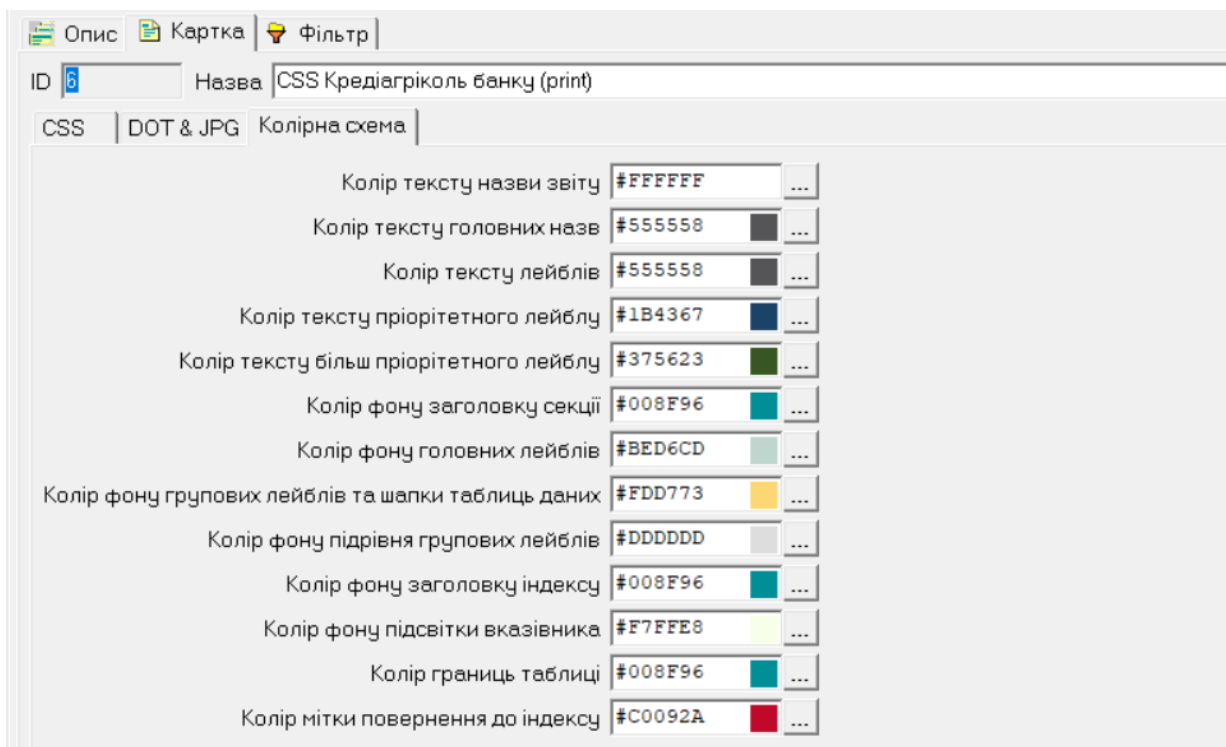 Опис Картка Фільтр
ID 6 Назва CSS Кредіагріколь банку (print)
CSS DOT & JPG Колірна схема
Колір тексту назви звіту #FFFFFF ...
Колір тексту головних назв #555558 ...
Колір тексту лейблів #555558 ...
Колір тексту пріорітетного лейблу #1B4367 ...
Колір тексту більш пріорітетного лейблу #375623 ...
Колір фону заголовку секції #008F96 ...
Колір фону головних лейблів #BED6CD ...
Колір фону групових лейблів та шапки таблиць даних #FDD773 ...
Колір фону підрівня групових лейблів #DDDDDD ...
Колір фону заголовку індексу #008F96 ...
Колір фону підсвітки вказівника #F7FFE8 ...
Колір границь таблиці #008F96 ...
Колір мітки повернення до індексу #C0092A ...